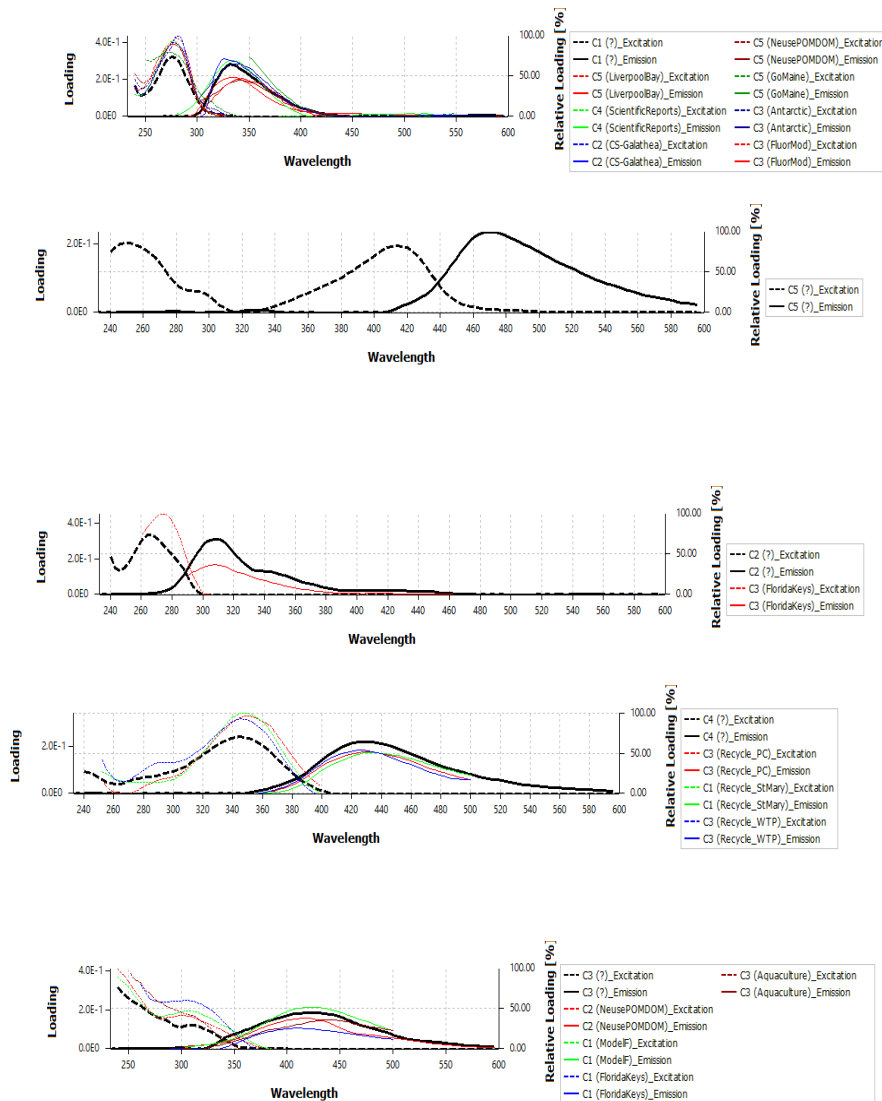 4.0E-1
2.0E-1
0.0E0
Loading
250
300
350
400
450
500
550
600
Wavelength
100.00
50.00
0.00
Relative Loading [%]
C1 (?)_Excitation
C1 (?)_Emission
C5 (LiverpoolBay)_Excitation
C5 (LiverpoolBay)_Emission
C4 (ScientificReports)_Excitation
C4 (ScientificReports)_Emission
C2 (CS-Galathea)_Excitation
C2 (CS-Galathea)_Emission
C5 (NeusePOMDOM)_Excitation
C5 (NeusePOMDOM)_Emission
C5 (GoMaine)_Excitation
C5 (GoMaine)_Emission
C3 (Antarctic)_Excitation
C3 (Antarctic)_Emission
C3 (FluorMod)_Excitation
C3 (FluorMod)_Emission
2.0E-1
0.0E0
Loading
240
260
280
300
320
340
360
380
400
420
440
460
480
500
520
540
560
580
600
Wavelength
100.00
50.00
0.00
Relative Loading [%]
C5 (?)_Excitation
C5 (?)_Emission
4.0E-1
2.0E-1
0.0E0
Loading
240
260
280
300
320
340
360
380
400
420
440
460
480
500
520
540
560
580
600
Wavelength
100.00
50.00
0.00
Relative Loading [%]
C2 (?)_Excitation
C2 (?)_Emission
C3 (FloridaKeys)_Excitation
C3 (FloridaKeys)_Emission
2.0E-1
0.0E0
Loading
240
260
280
300
320
340
360
380
400
420
440
460
480
500
520
540
560
580
600
Wavelength
100.00
50.00
0.00
Relative Loading [%]
C4 (?)_Excitation
C4 (?)_Emission
C3 (Recycle_PC)_Excitation
C3 (Recycle_PC)_Emission
C1 (Recycle_StMary)_Excitation
C1 (Recycle_StMary)_Emission
C3 (Recycle_WTP)_Excitation
C3 (Recycle_WTP)_Emission
4.0E-1
2.0E-1
0.0E0
Loading
250
300
350
400
450
500
550
600
Wavelength
100.00
50.00
0.00
Relative Loading [%]
C3 (?)_Excitation
C3 (?)_Emission
C2 (NeusePOMDOM)_Excitation
C2 (NeusePOMDOM)_Emission
C1 (ModelF)_Excitation
C1 (ModelF)_Emission
C1 (FloridaKeys)_Excitation
C1 (FloridaKeys)_Emission
C3 (Aquaculture)_Excitation
C3 (Aquaculture)_Emission